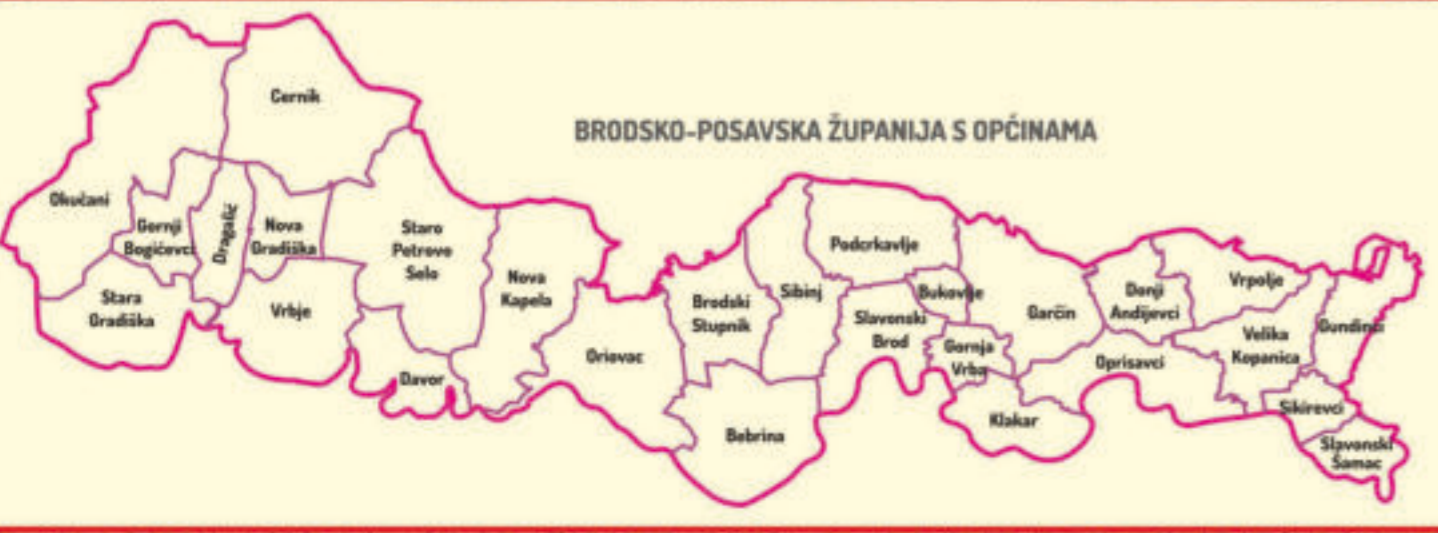 BRODSKO-POSAVSKA ŽUPANIJA S OPĆINAMA
Cernik
Okučani
Gornji
Bogićevci
Dragalić
Nova
Gradiška
Staro
Petrovo
Selo
Stara
Gradiška
Vrbje
Davor
Nova
Kapela
Oriovac
Brodski
Stupnik
Sibinj
Bebrina
Podcrkavlje
Bukovlje
Slavonski
Brod
Gornja
Vrba
Klakar
Garčin
Donji
Andijevci
Oprisavci
Vrpolje
Velika
Kopanica
Gundinci
Sikirevci
Slavonski
Šamac